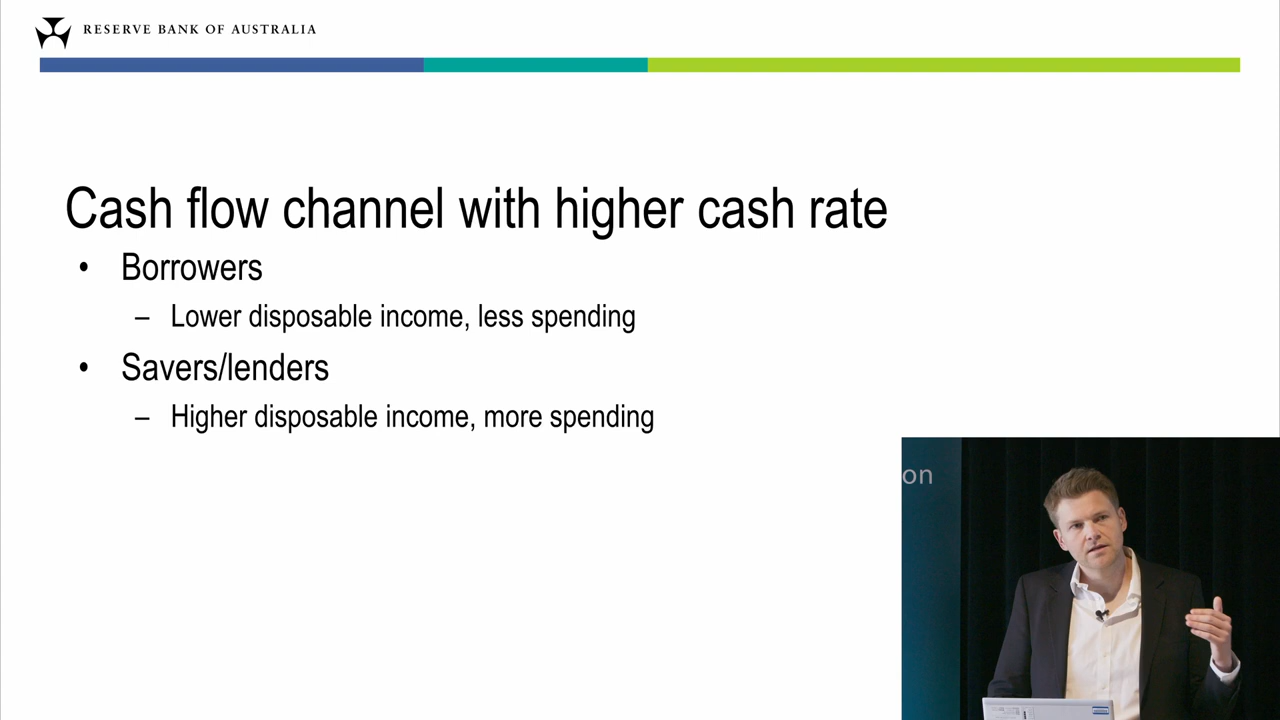 RESERVE BANK OF AUSTRALIA
Cash flow channel with higher cash rate
• Borrowers
– Lower disposable income, less spending
• Savers/lenders
– Higher disposable income, more spending
on